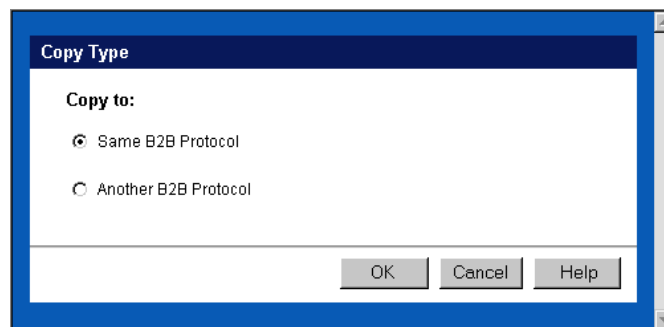 Copy Type
Copy to:
Same B2B Protocol
Another B2B Protocol
OK Cancel Help